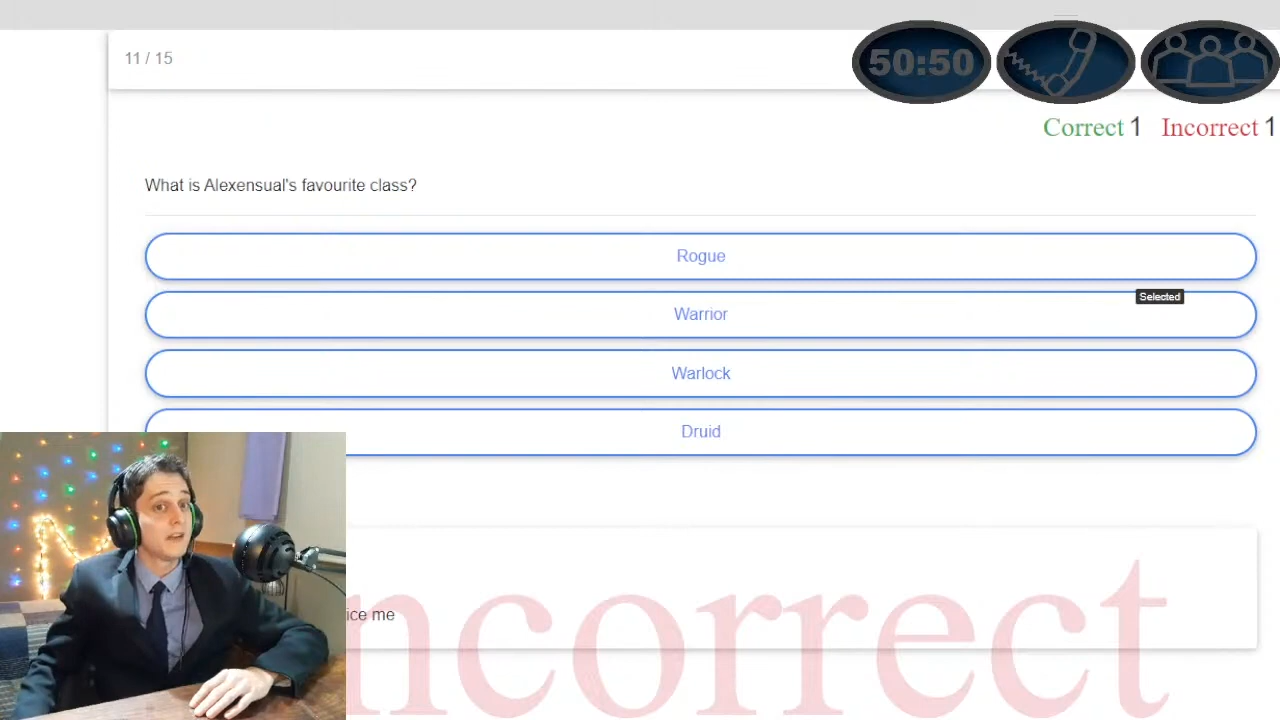 11 / 15
50:50
Correct 1 Incorrect 1
What is Alexensual's favourite class?
Rogue
Selected
Warrior
Warlock
Druid
ice me
ncorrect